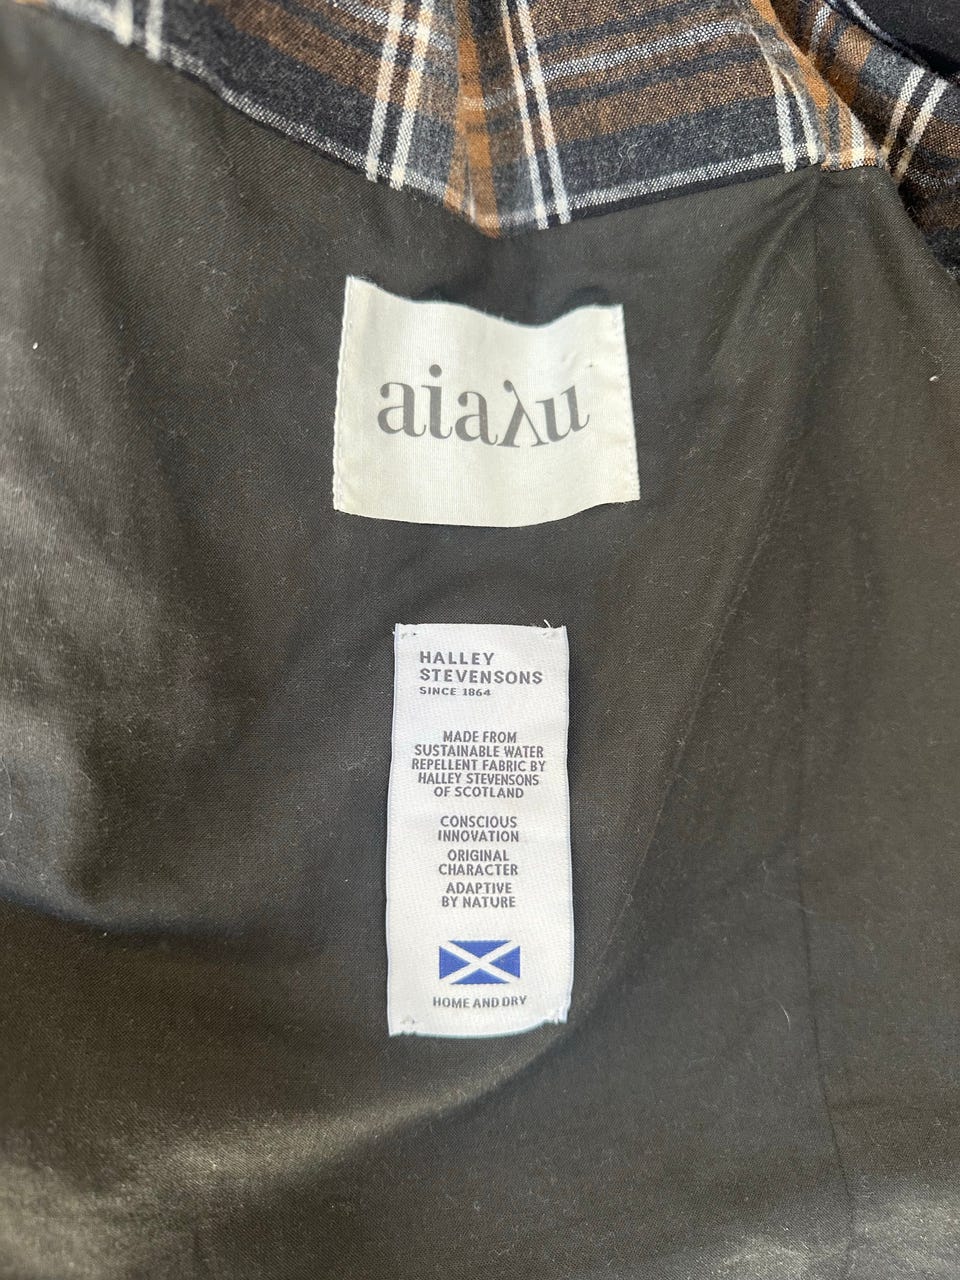 aiaλu
HALLEY
STEVENSONS
SINCE 1864
MADE FROM
SUSTAINABLE WATER
REPELLENT FABRIC BY
HALLEY STEVENSONS
OF SCOTLAND
CONSCIOUS
INNOVATION
ORIGINAL
CHARACTER
ADAPTIVE
BY NATURE
HOME AND DRY